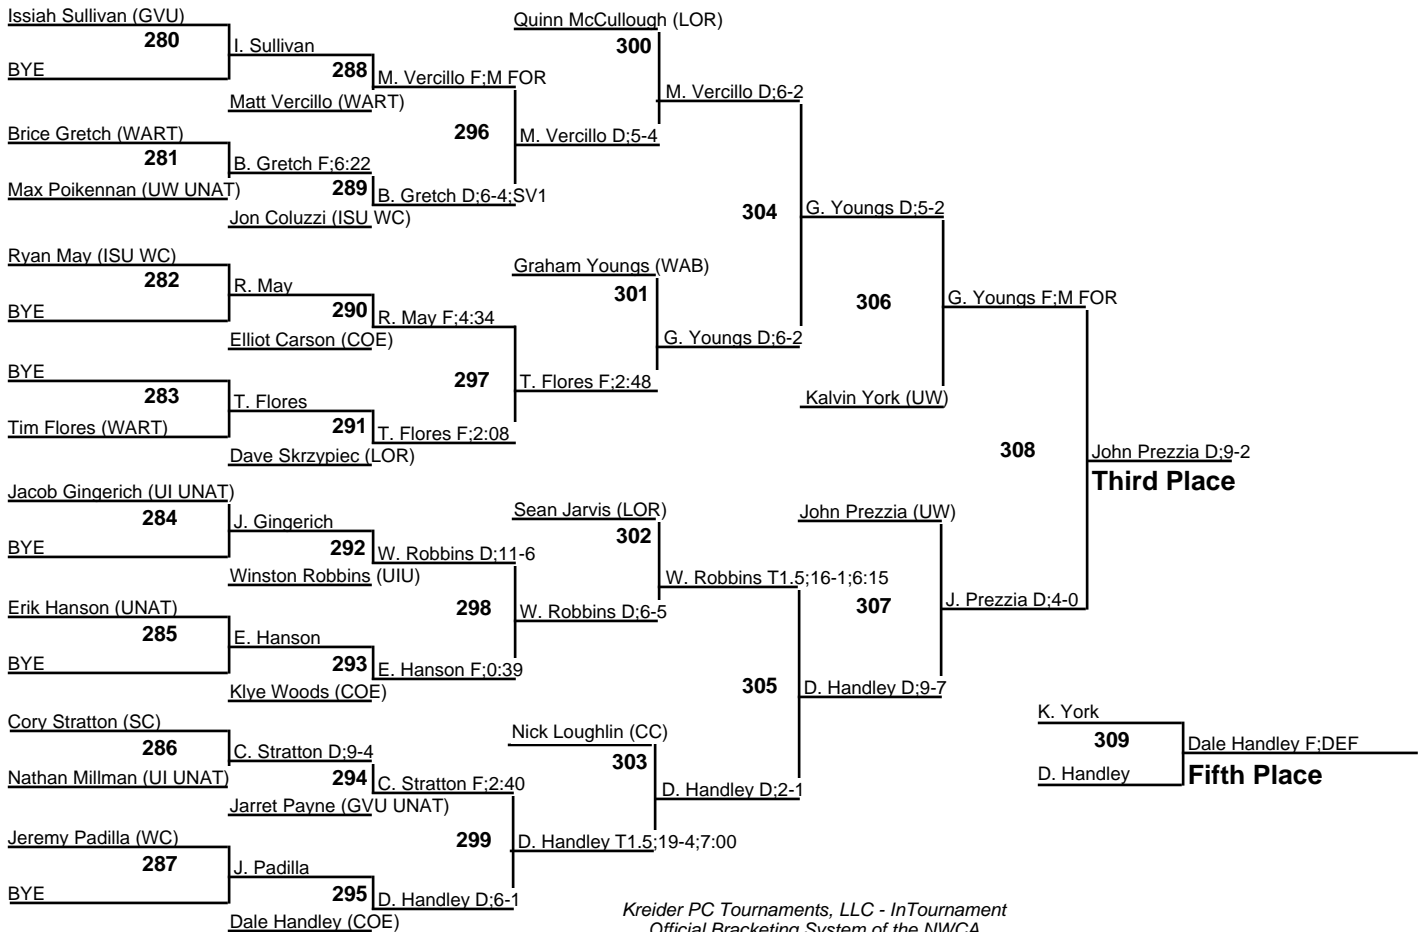 Issiah Sullivan (GVU)
280
BYE
I. Sullivan
288
Matt Vercillo (WART)
M. Vercillo F;M FOR
Brice Gretch (WART)
281
Max Poikennan (UW UNAT)
B. Gretch F;6:22
289
Jon Coluzzi (ISU WC)
B. Gretch D;6-4;SV1
296
M. Vercillo D;5-4
Quinn McCullough (LOR)
300
M. Vercillo D;6-2
Ryan May (ISU WC)
282
BYE
R. May
290
Elliot Carson (COE)
R. May F;4:34
BYE
283
Tim Flores (WART)
T. Flores
291
Dave Skrzypiec (LOR)
T. Flores F;2:08
297
T. Flores F;2:48
Graham Youngs (WAB)
301
G. Youngs D;6-2
304
G. Youngs D;5-2
306
Kalvin York (UW)
G. Youngs F;M FOR
Jacob Gingerich (UI UNAT)
284
BYE
J. Gingerich
292
Winston Robbins (UIU)
W. Robbins D;11-6
Erik Hanson (UNAT)
285
BYE
E. Hanson
293
Klye Woods (COE)
E. Hanson F;0:39
298
W. Robbins D;6-5
Sean Jarvis (LOR)
302
W. Robbins T1.5;16-1;6:15
Cory Stratton (SC)
286
Nathan Millman (UI UNAT)
C. Stratton D;9-4
294
Jarret Payne (GVU UNAT)
C. Stratton F;2:40
Jeremy Padilla (WC)
287
BYE
J. Padilla
295
Dale Handley (COE)
D. Handley D;6-1
299
D. Handley T1.5;19-4;7:00
Nick Loughlin (CC)
303
D. Handley D;2-1
305
D. Handley D;9-7
John Prezzia (UW)
307
J. Prezzia D;4-0
308
John Prezzia D;9-2
Third Place
K. York
309
D. Handley
Dale Handley F;DEF
Fifth Place
Kreider PC Tournaments, LLC - InTournament
Official Bracketing System of the NWCA